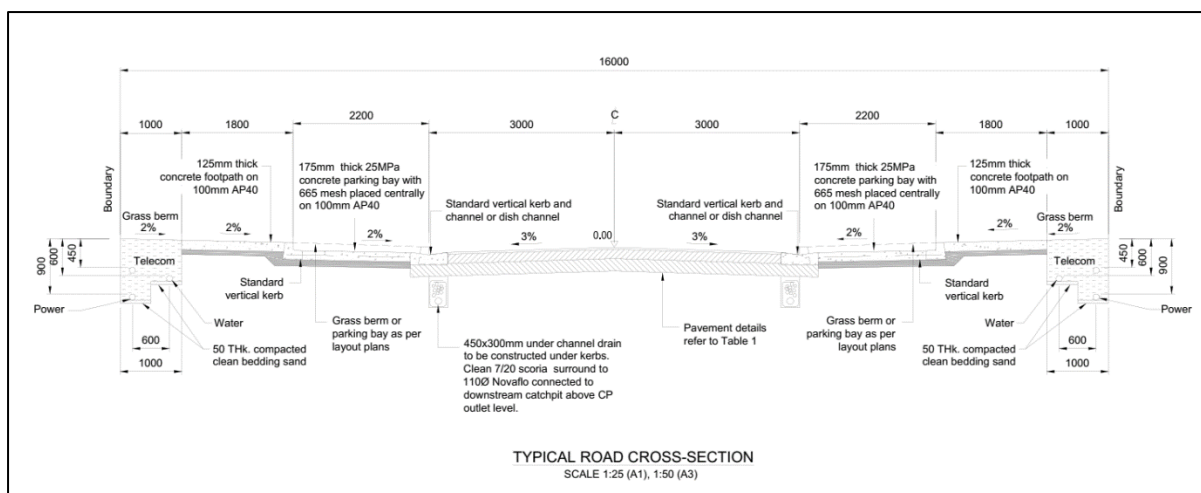 16000
1000
1800
2200
3000
C
3000
2200
1800
1000
Boundary
125mm thick
concrete footpath on
100mm AP40
175mm thick 25MPa
concrete parking bay with
665 mesh placed centrally
on 100mm AP40
Standard vertical kerb and
channel or dish channel
Standard vertical kerb and
channel or dish channel
175mm thick 25MPa
concrete parking bay with
665 mesh placed centrally
on 100mm AP40
125mm thick
concrete footpath on
100mm AP40
Boundary
Grass berm
2%
2%
2%
3%
0.00
3%
2%
2%
Grass berm
2%
900
600
450
Telecom
Power
Water
600
1000
50 THk. compacted
clean bedding sand
Standard
vertical kerb
Grass berm or
parking bay as per
layout plans
450x300mm under channel drain
to be constructed under kerbs.
Clean 7/20 scoria surround to
110Ø Novaflo connected to
downstream catchpit above CP
outlet level.
Pavement details
refer to Table 1
Grass berm or
parking bay as per
layout plans
Standard
vertical kerb
Telecom
450
600
900
Water
Power
50 THk. compacted
clean bedding sand
600
1000
TYPICAL ROAD CROSS-SECTION
SCALE 1:25 (A1), 1:50 (A3)